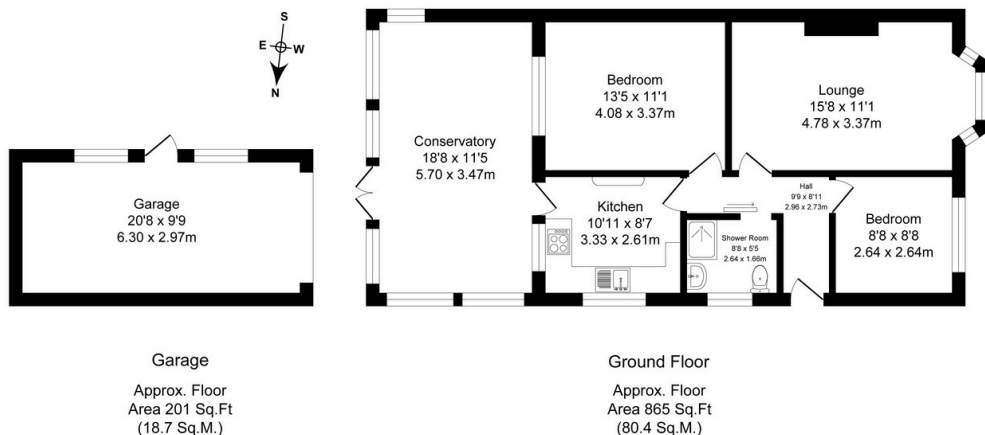 S
E
W
N
Garage
20'8 x 9'9
6.30 x 2.97m
Conservatory
18'8 x 11'5
5.70 x 3.47m
Bedroom
13'5 x 11'1
4.08 x 3.37m
Lounge
15'8 x 11'1
4.78 x 3.37m
Kitchen
10'11 x 8'7
3.33 x 2.61m
Hall
9'9 x 8'11
2.96 x 2.73m
Shower Room
8'8 x 5'5
2.64 x 1.66m
Bedroom
8'8 x 8'8
2.64 x 2.64m
Garage
Approx. Floor
Area 201 Sq.Ft
(18.7 Sq.M.)
Ground Floor
Approx. Floor
Area 865 Sq.Ft
(80.4 Sq.M.)